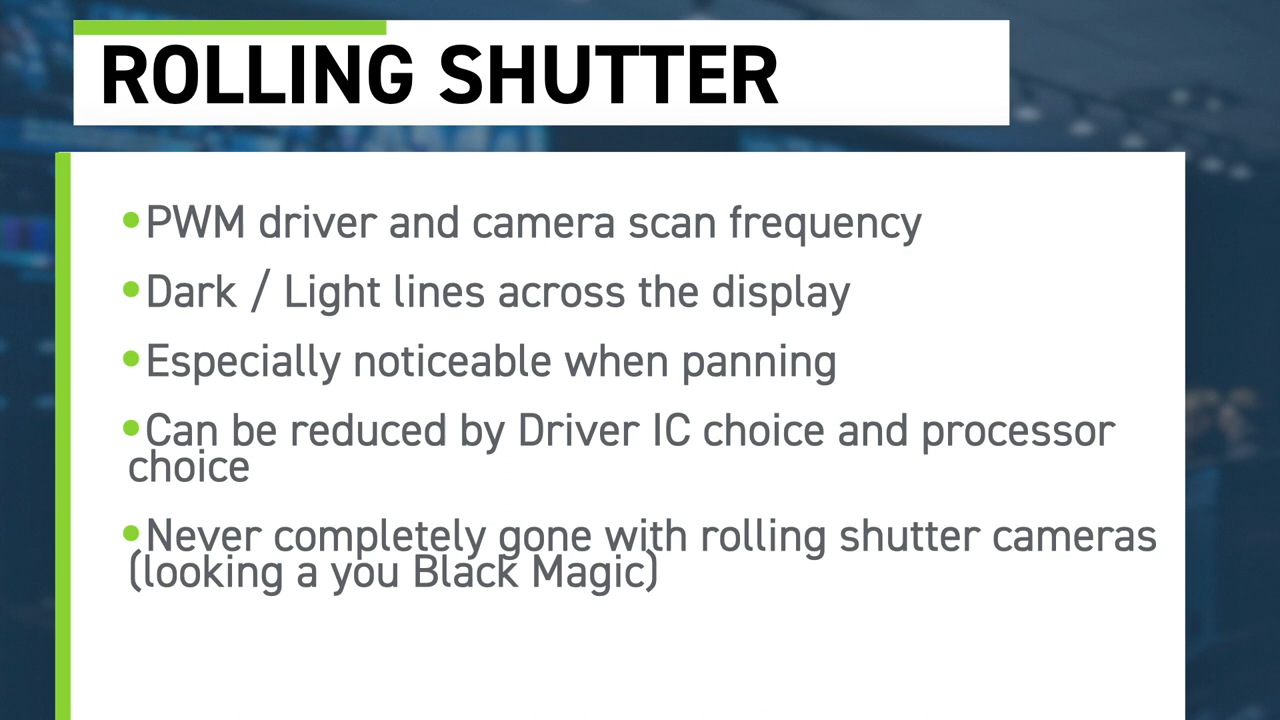 ROLLING SHUTTER
•PWM driver and camera scan frequency
•Dark / Light lines across the display
•Especially noticeable when panning
•Can be reduced by Driver IC choice and processor
choice
•Never completely gone with rolling shutter cameras
(looking a you Black Magic)